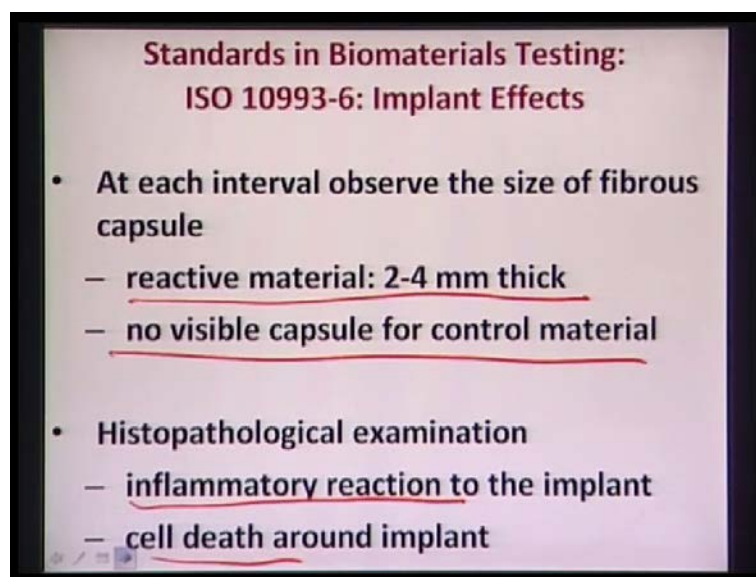 Standards in Biomaterials Testing:
ISO 10993-6: Implant Effects
• At each interval observe the size of fibrous
capsule
– reactive material: 2-4 mm thick
– no visible capsule for control material
• Histopathological examination
– inflammatory reaction to the implant
– cell death around implant